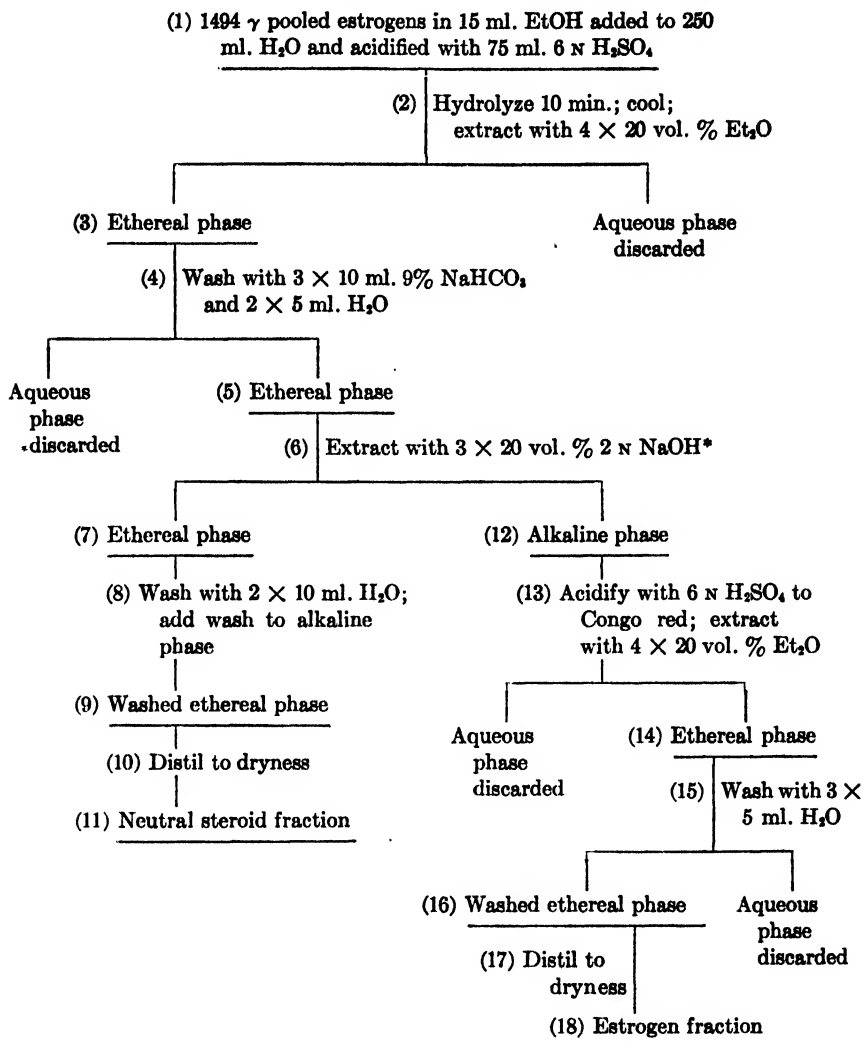 (1) 1494 γ pooled estrogens in 15 ml. EtOH added to 250
ml. H₂O and acidified with 75 ml. 6 N H₂SO₄
(2) Hydrolyze 10 min.; cool;
extract with 4 × 20 vol. % Et₂O
(3) Ethereal phase
Aqueous phase
discarded
(4) Wash with 3 × 10 ml. 9% NaHCO₃
and 2 × 5 ml. H₂O
Aqueous
phase
discarded
(5) Ethereal phase
(6) Extract with 3 × 20 vol. % 2 N NaOH*
(7) Ethereal phase
(8) Wash with 2 × 10 ml. H₂O;
add wash to alkaline
phase
(9) Washed ethereal phase
(10) Distil to dryness
(11) Neutral steroid fraction
(12) Alkaline phase
(13) Acidify with 6 N H₂SO₄ to
Congo red; extract
with 4 × 20 vol. % Et₂O
Aqueous
phase
discarded
(14) Ethereal phase
(15) Wash with 3 ×
5 ml. H₂O
(16) Washed ethereal phase
Aqueous
phase
discarded
(17) Distil to
dryness
(18) Estrogen fraction